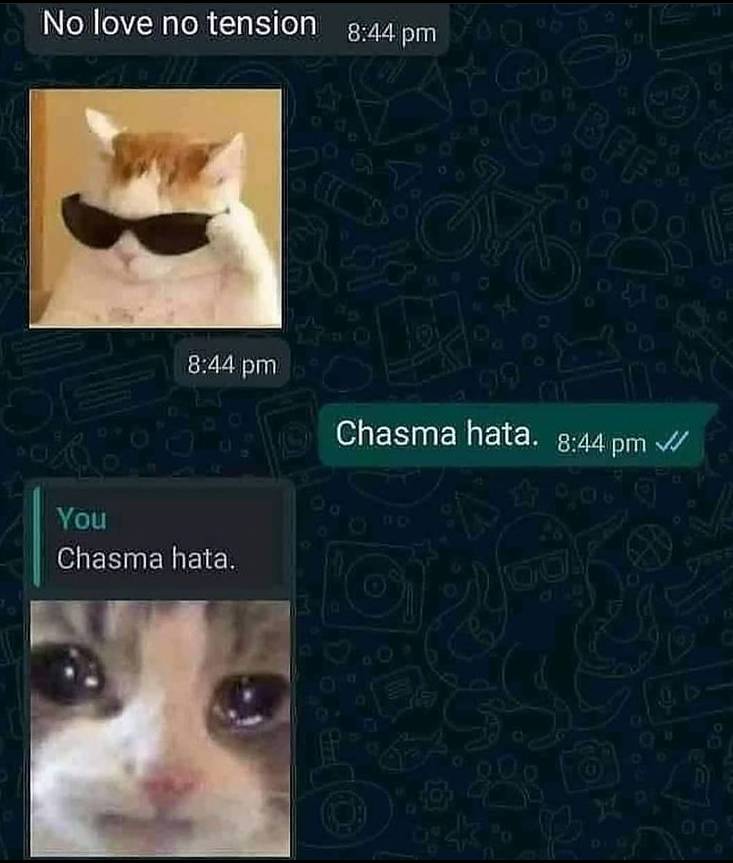 No love no tension 8:44 pm
8:44 pm
Chasma hata. 8:44 pm
You
Chasma hata.